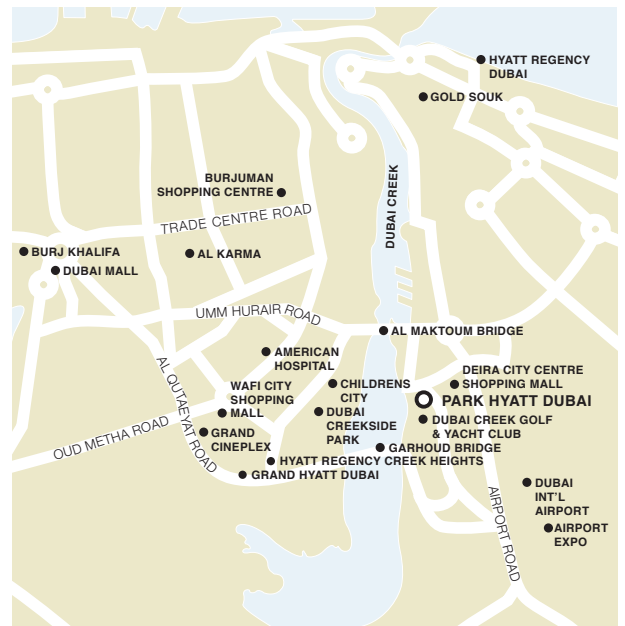 HYATT REGENCY
DUBAI
GOLD SOUK
BURJUMAN
SHOPPING CENTRE
DUBAI CREEK
TRADE CENTRE ROAD
BURJ KHALIFA
AL KARMA
DUBAI MALL
UMM HURAIR ROAD
AL MAKTOUM BRIDGE
AMERICAN
HOSPITAL
DEIRA CITY CENTRE
SHOPPING MALL
AL QUTAEYAT ROAD
WAFI CITY
SHOPPING
MALL
CHILDRENS
CITY
PARK HYATT DUBAI
DUBAI
CREEKSIDE
PARK
DUBAI CREEK GOLF
& YACHT CLUB
OUD METHA ROAD
GRAND
CINEPLEX
GARHOUD BRIDGE
HYATT REGENCY CREEK HEIGHTS
GRAND HYATT DUBAI
DUBAI
INT'L
AIRPORT
AIRPORT ROAD
AIRPORT
EXPO